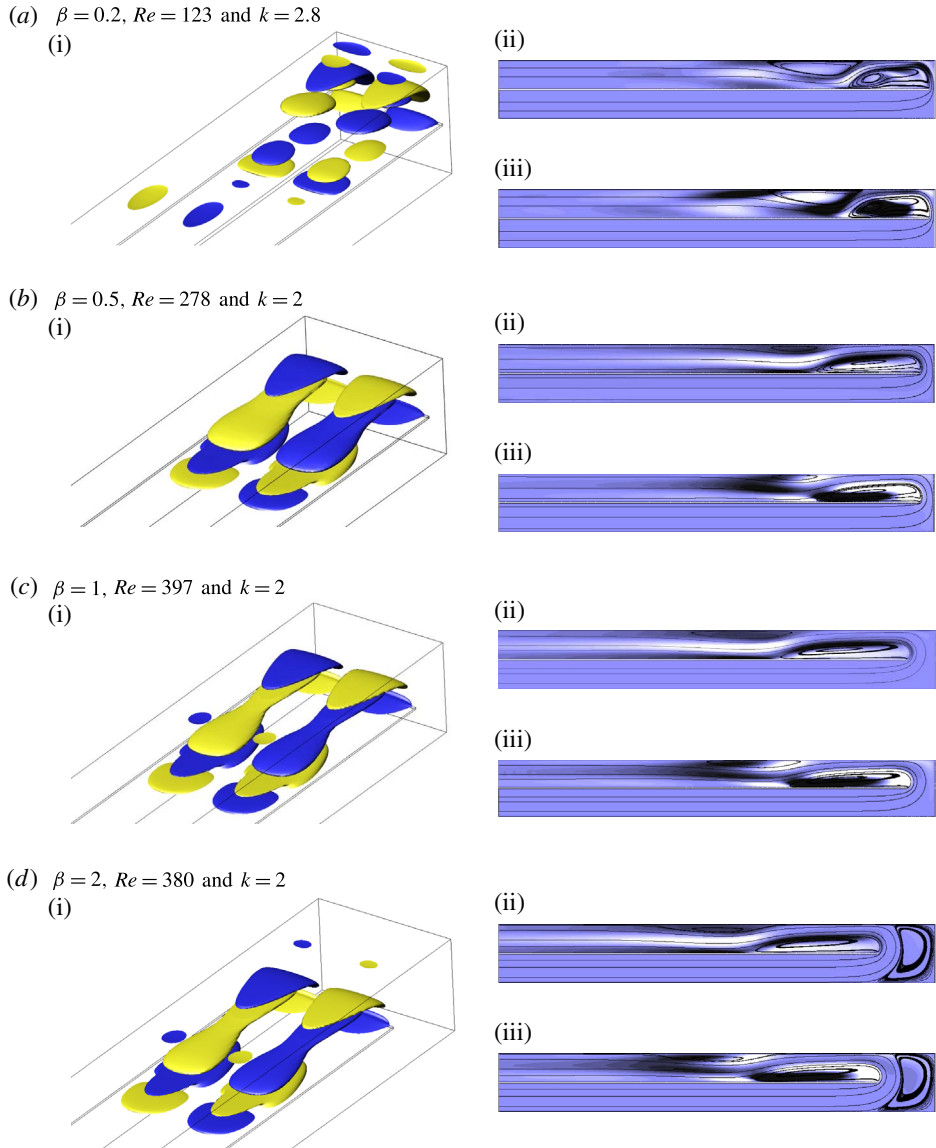 (a) β = 0.2, Re = 123 and k = 2.8
(i)
(ii)
(iii)
(b) β = 0.5, Re = 278 and k = 2
(i)
(ii)
(iii)
(c) β = 1, Re = 397 and k = 2
(i)
(ii)
(iii)
(d) β = 2, Re = 380 and k = 2
(i)
(ii)
(iii)